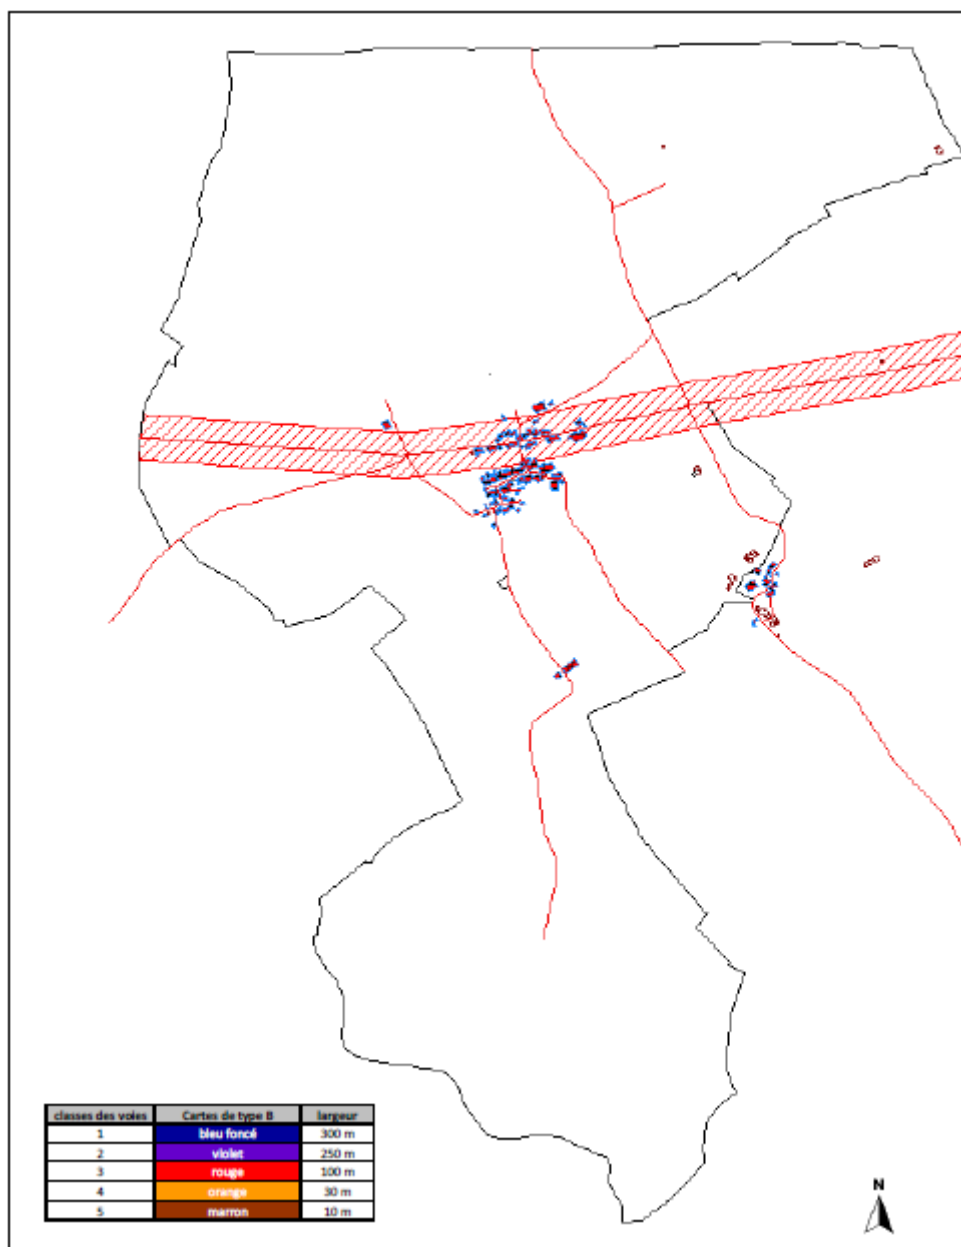 classes des voies Cartes de type B largeur
1 bleu foncé 300 m
2 violet 250 m
3 rouge 100 m
4 orange 30 m
5 marron 10 m
N